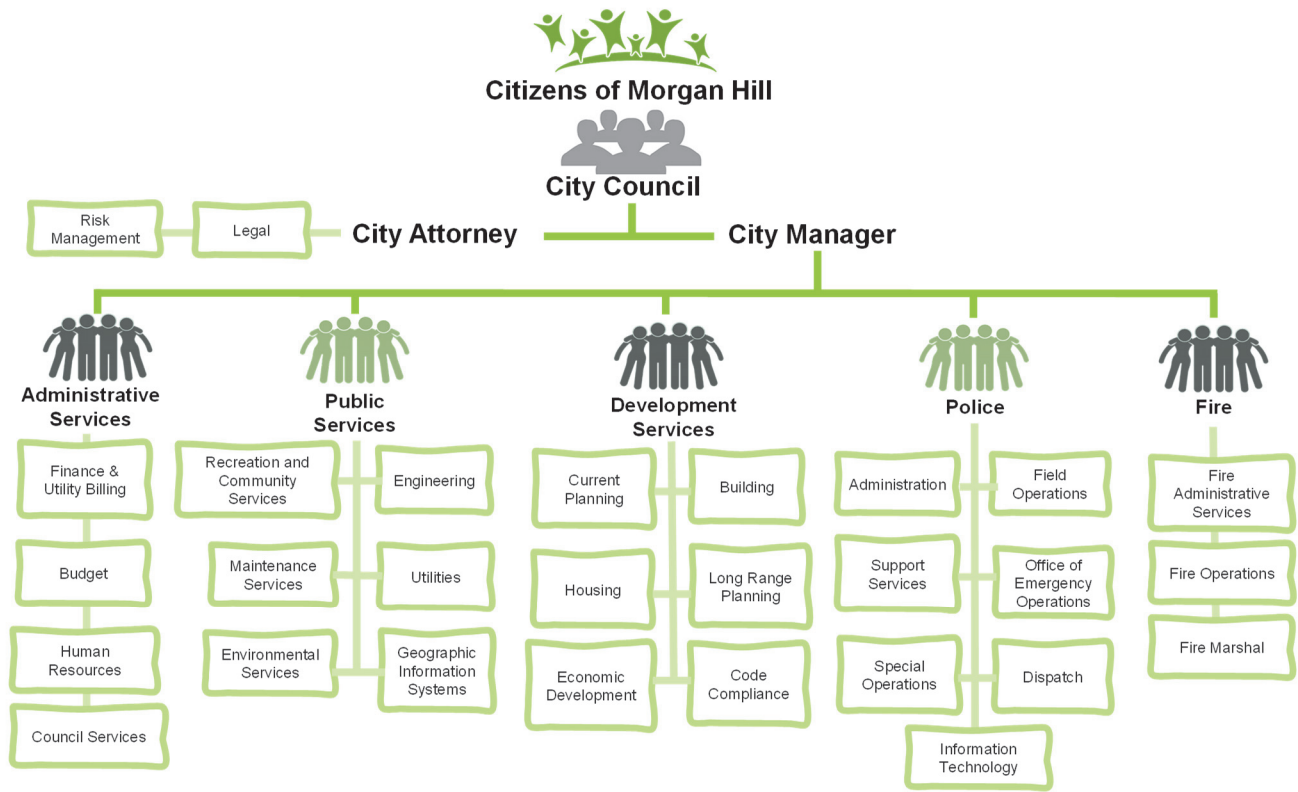 Citizens of Morgan Hill
City Council
Risk
Management
Legal
City Attorney
City Manager
Administrative
Services
Finance &
Utility Billing
Budget
Human
Resources
Council Services
Public
Services
Recreation and
Community
Services
Engineering
Maintenance
Services
Utilities
Environmental
Services
Geographic
Information
Systems
Development
Services
Current
Planning
Building
Housing
Long Range
Planning
Economic
Development
Code
Compliance
Police
Administration
Field
Operations
Support
Services
Office of
Emergency
Operations
Special
Operations
Dispatch
Information
Technology
Fire
Fire
Administrative
Services
Fire Operations
Fire Marshal